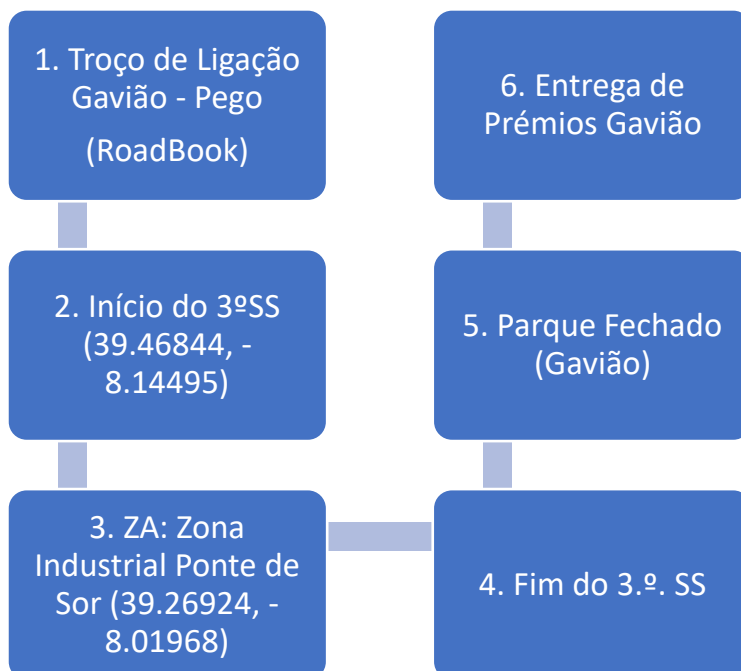 1. Troço de Ligação
Gavião - Pego
(RoadBook)
2. Início do 3ºSS
(39.46844, -
8.14495)
3. ZA: Zona
Industrial Ponte de
Sor (39.26924, -
8.01968)
4. Fim do 3.º. SS
5. Parque Fechado
(Gavião)
6. Entrega de
Prémios Gavião